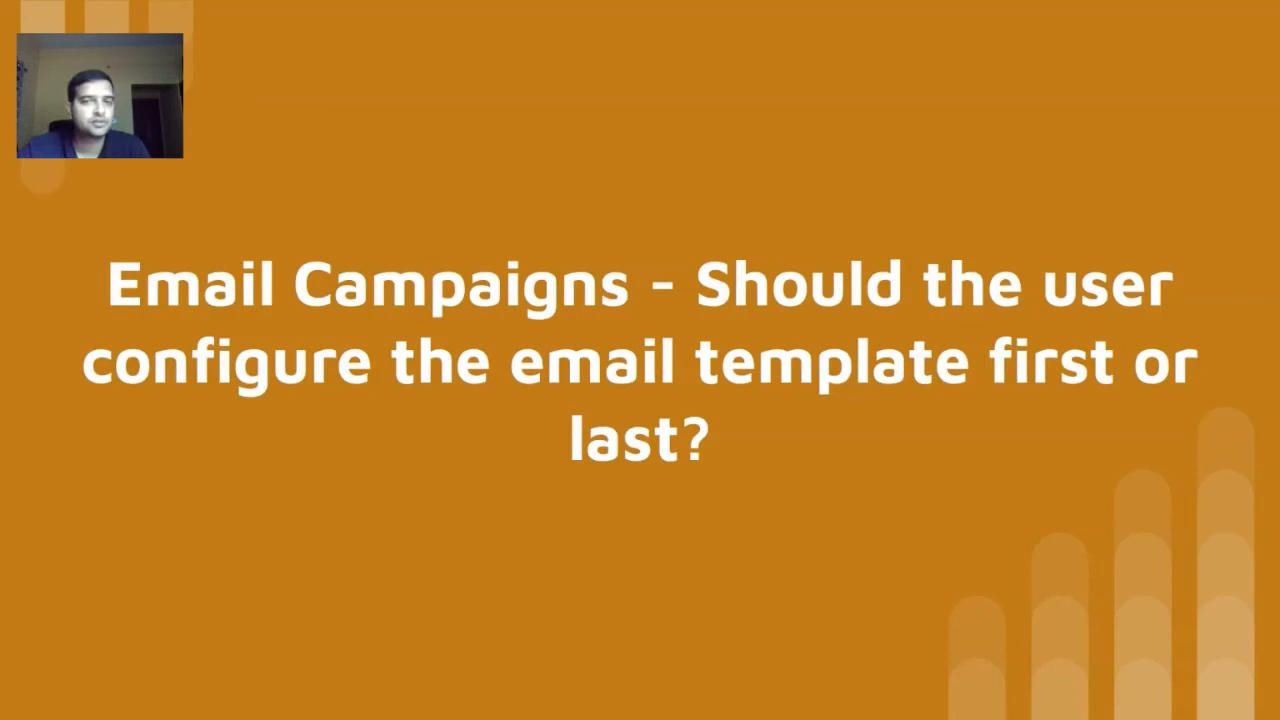 Email Campaigns - Should the user
configure the email template first or
last?